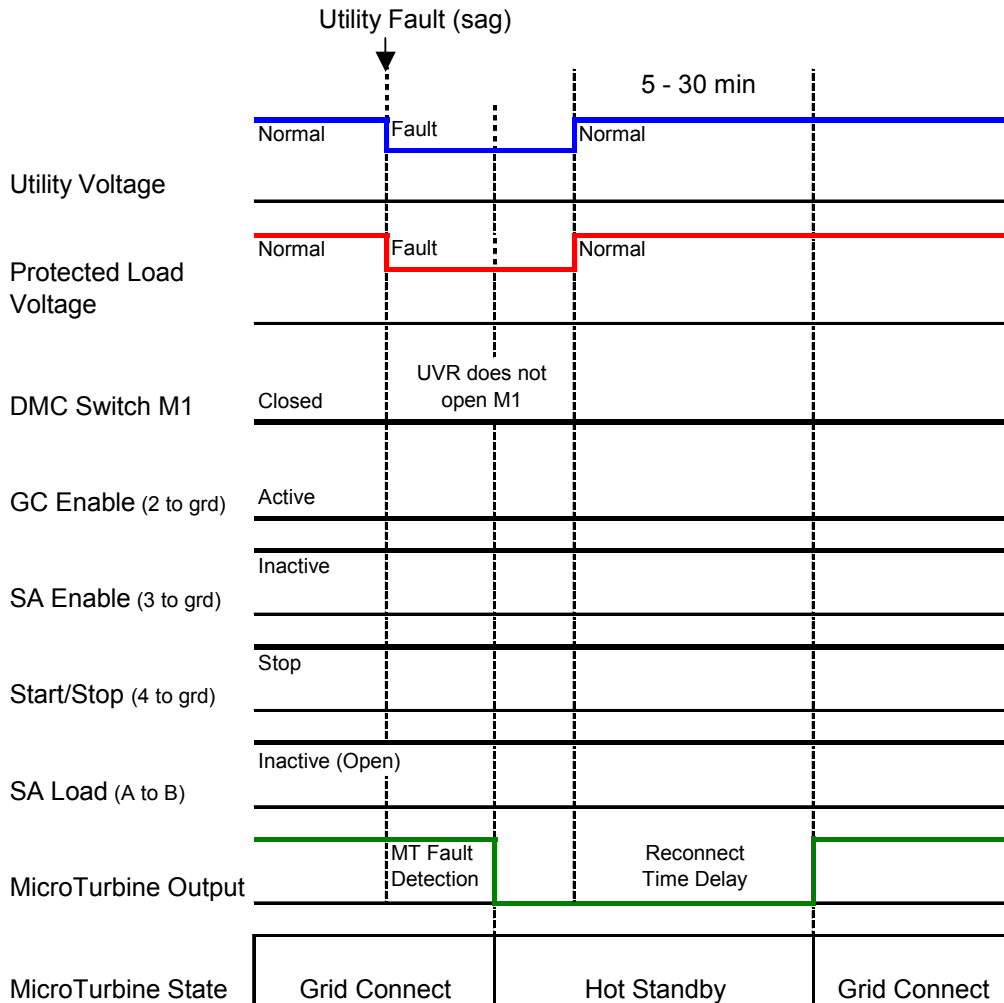 Utility Fault (sag)
5 - 30 min
Normal
Fault
Normal
Utility Voltage
Normal
Fault
Normal
Protected Load
Voltage
UVR does not
open M1
DMC Switch M1
Closed
GC Enable (2 to grd)
Active
Inactive
SA Enable (3 to grd)
Stop
Start/Stop (4 to grd)
Inactive (Open)
SA Load (A to B)
MT Fault
Detection
Reconnect
Time Delay
MicroTurbine Output
MicroTurbine State
Grid Connect
Hot Standby
Grid Connect